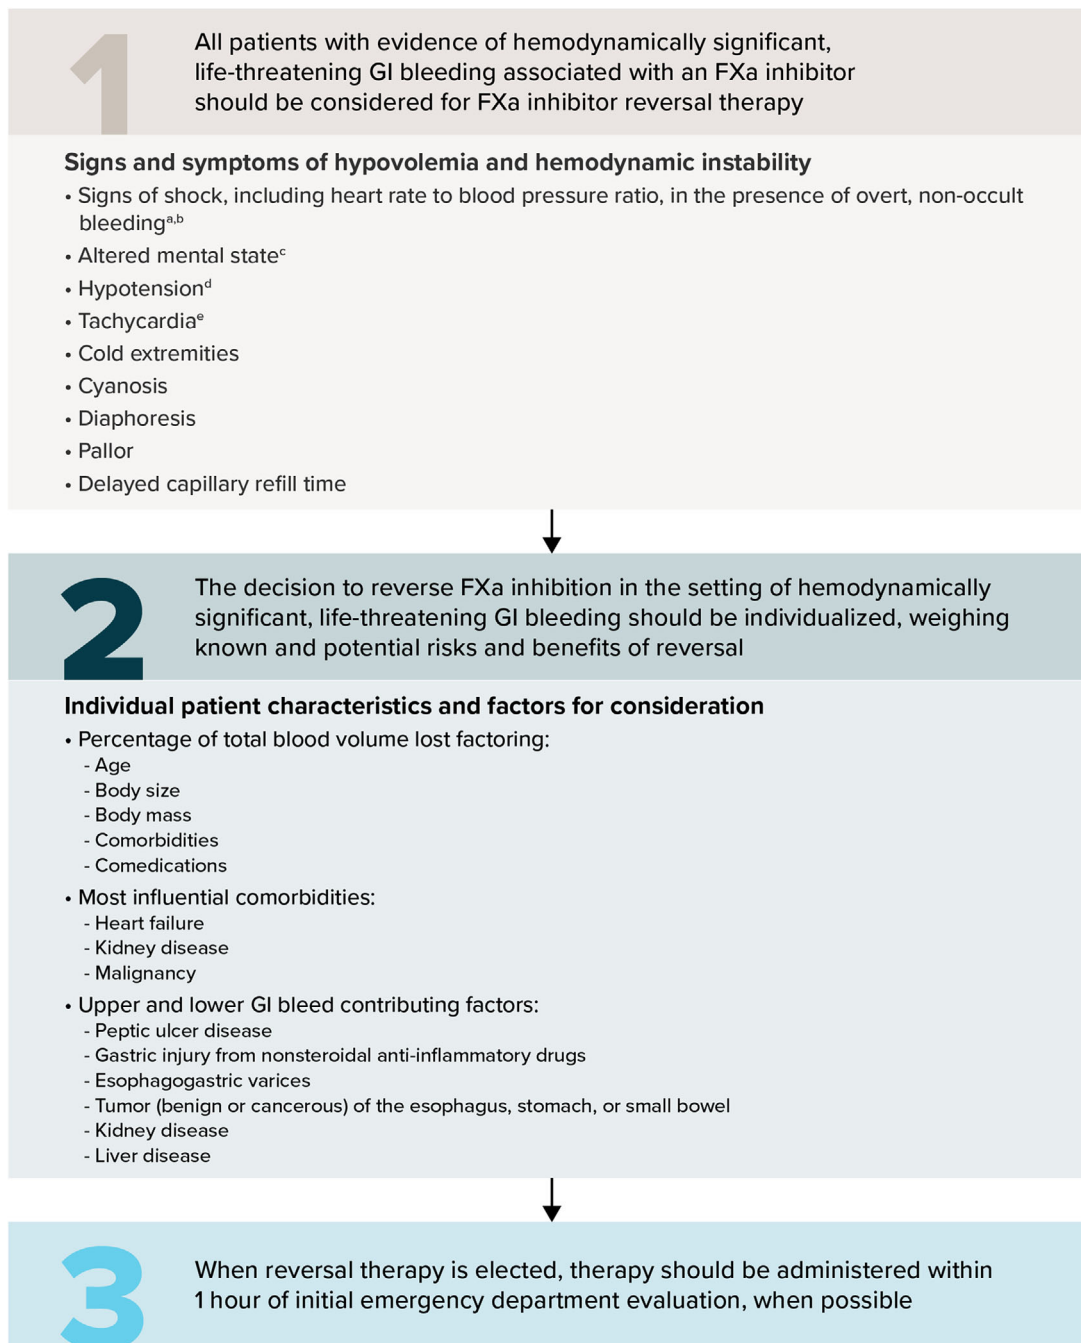 1
All patients with evidence of hemodynamically significant,
life-threatening GI bleeding associated with an FXa inhibitor
should be considered for FXa inhibitor reversal therapy
Signs and symptoms of hypovolemia and hemodynamic instability
• Signs of shock, including heart rate to blood pressure ratio, in the presence of overt, non-occult
bleedingᵃ,ᵇ
• Altered mental stateᶜ
• Hypotensionᵈ
• Tachycardiaᵉ
• Cold extremities
• Cyanosis
• Diaphoresis
• Pallor
• Delayed capillary refill time
2
The decision to reverse FXa inhibition in the setting of hemodynamically
significant, life-threatening GI bleeding should be individualized, weighing
known and potential risks and benefits of reversal
Individual patient characteristics and factors for consideration
• Percentage of total blood volume lost factoring:
- Age
- Body size
- Body mass
- Comorbidities
- Comedications
• Most influential comorbidities:
- Heart failure
- Kidney disease
- Malignancy
• Upper and lower GI bleed contributing factors:
- Peptic ulcer disease
- Gastric injury from nonsteroidal anti-inflammatory drugs
- Esophagogastric varices
- Tumor (benign or cancerous) of the esophagus, stomach, or small bowel
- Kidney disease
- Liver disease
3
When reversal therapy is elected, therapy should be administered within
1 hour of initial emergency department evaluation, when possible